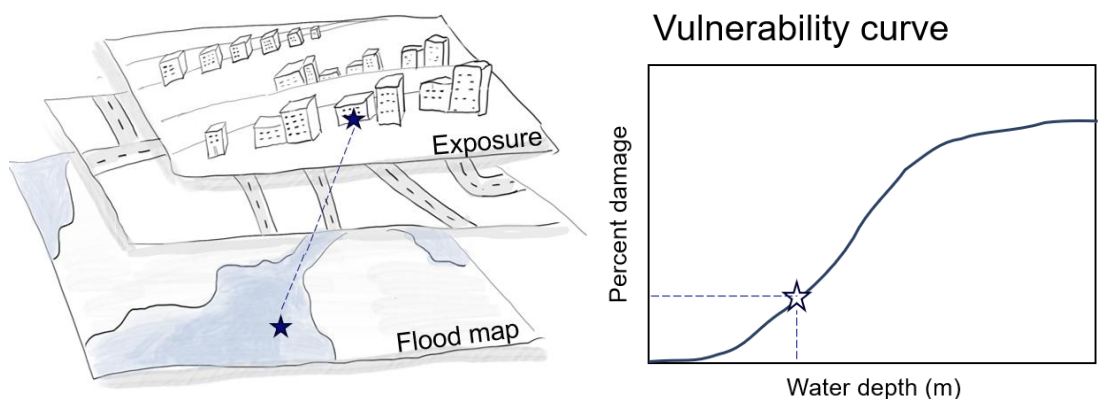 Exposure
Flood map
Vulnerability curve
Percent damage
Water depth (m)